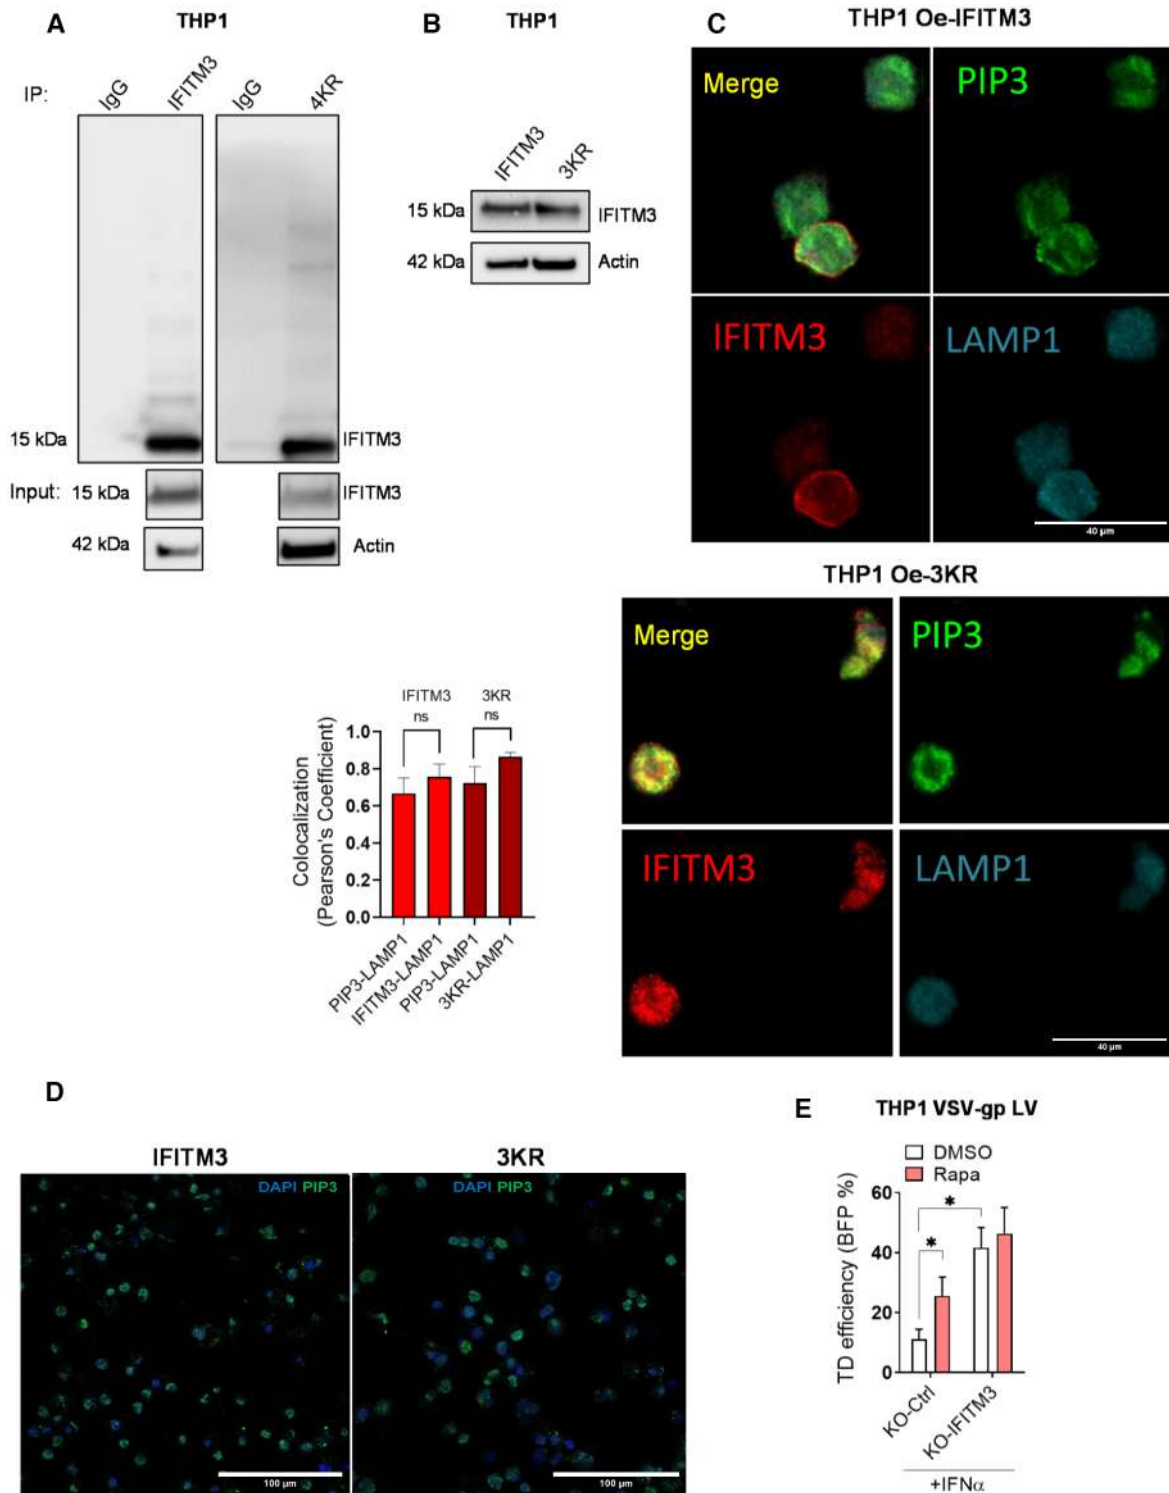 A
THP1
IP:
IgG
IFITM3
IgG
4KR
15 kDa
IFITM3
Input:
15 kDa
IFITM3
42 kDa
Actin
B
THP1
IFITM3
3KR
15 kDa
IFITM3
42 kDa
Actin
C
THP1 Oe-IFITM3
Merge
PIP3
IFITM3
LAMP1
40 µm
THP1 Oe-3KR
Merge
PIP3
IFITM3
LAMP1
40 µm
IFITM3
3KR
ns
ns
Colocalization
(Pearson's Coefficient)
1.0
0.8
0.6
0.4
0.2
0.0
PIP3-LAMP1
IFITM3-LAMP1
PIP3-LAMP1
3KR-LAMP1
D
IFITM3
3KR
DAPI PIP3
DAPI PIP3
100 µm
100 µm
E
THP1 VSV-gp LV
DMSO
Rapa
TD efficiency (BFP %)
60
40
20
0
*
*
KO-Ctrl
KO-IFITM3
+IFNα